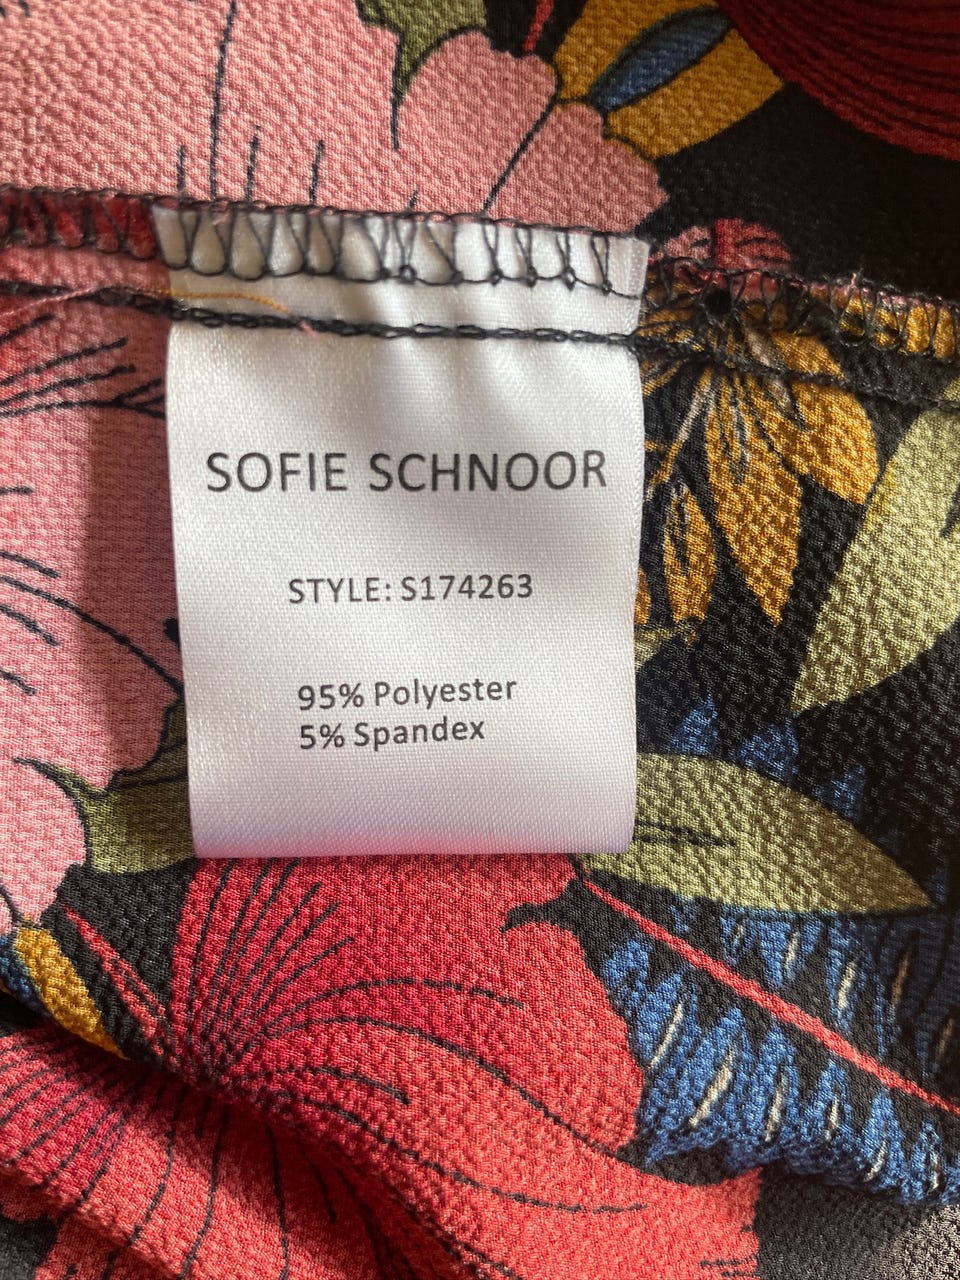 SOFIE SCHNOOR
STYLE: S174263
95% Polyester
5% Spandex